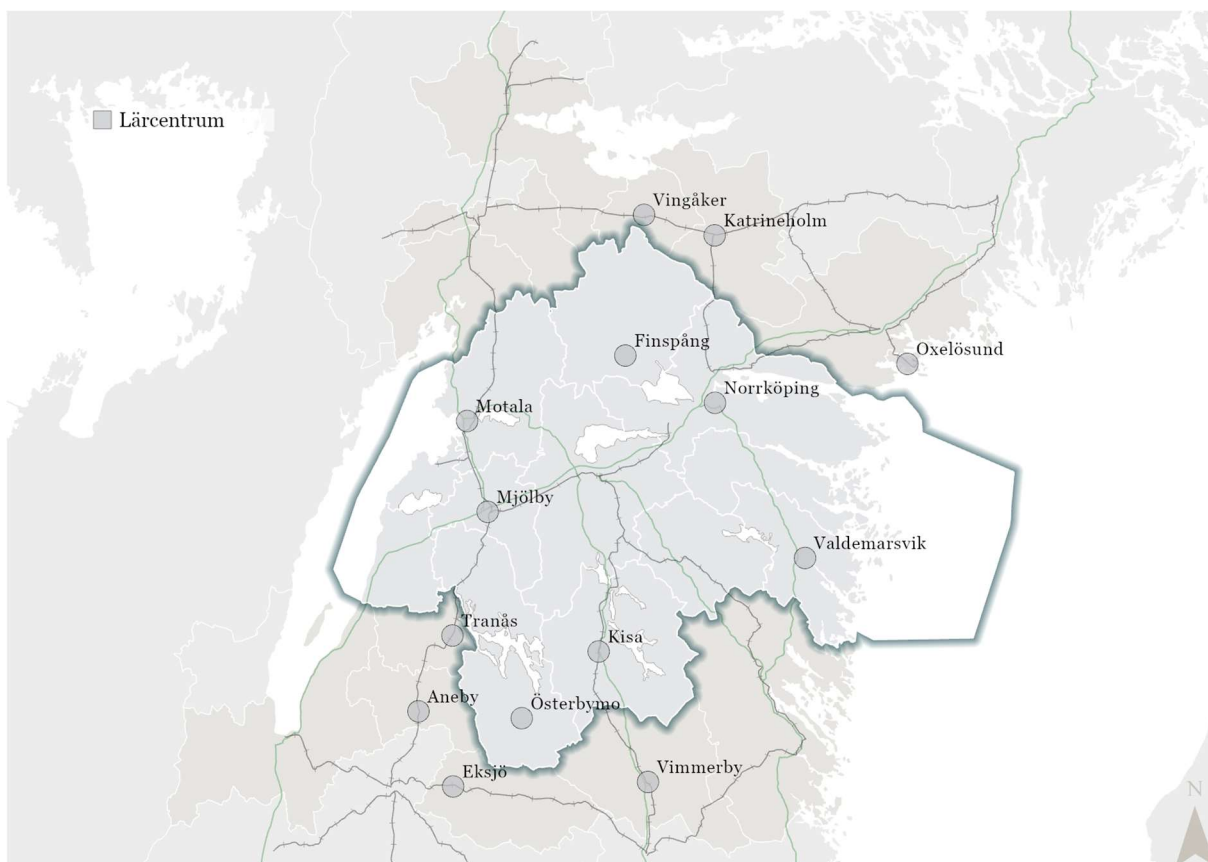 Lärcentrum
Vingåker
Katrineholm
Finspång
Oxelösund
Norrköping
Motala
Mjölby
Valdemarsvik
Tranås
Kisa
Aneby
Österbymo
Eksjö
Vimmerby
N